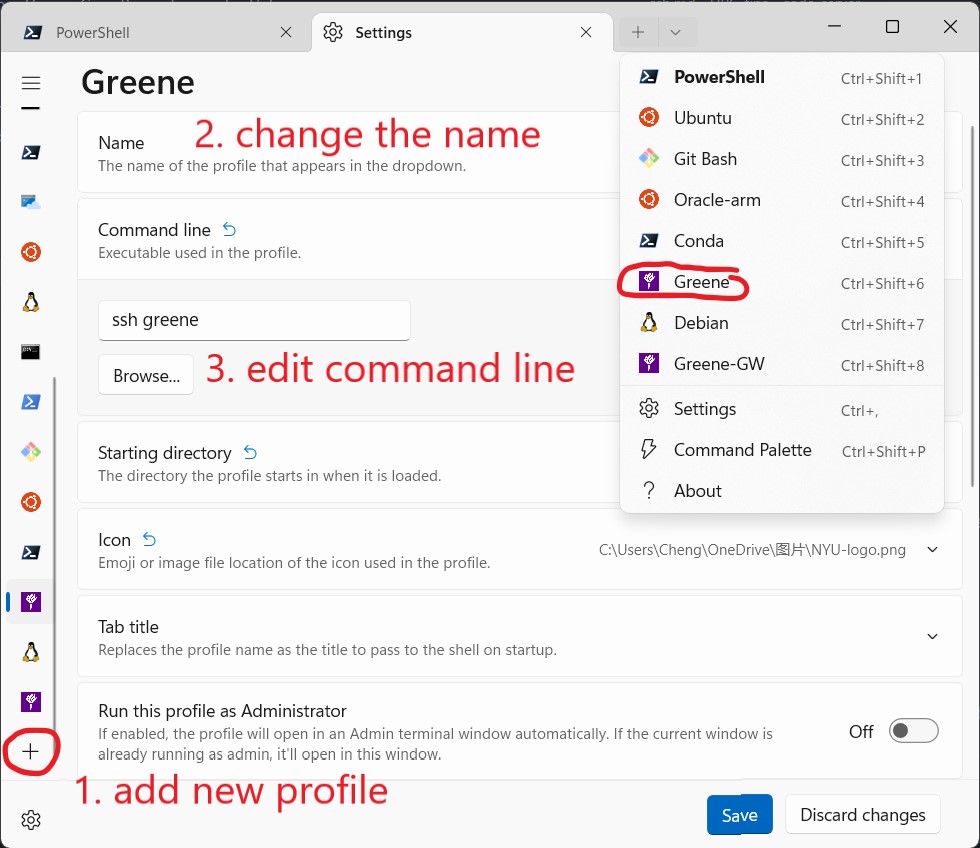 PowerShell
Settings
Greene
2. change the name
Name
The name of the profile that appears in the dropdown.
Command line
Executable used in the profile.
ssh greene
Browse...
3. edit command line
Starting directory
The directory the profile starts in when it is located.
Icon
Emoji or image file location of the icon used in the profile.
C:\Users\Cheng\OneDrive\图片\NYU-logo.png
Tab title
Replaces the profile name as the title to pass to the shell on startup.
Run this profile as Administrator
If enabled, the profile will open in an Admin terminal window automatically. If the current window is
already running as admin, it'll open in this window.
Off
1. add new profile
Save
Discard changes
PowerShell Ctrl+Shift+1
Ubuntu Ctrl+Shift+2
Git Bash Ctrl+Shift+3
Oracle-arm Ctrl+Shift+4
Conda Ctrl+Shift+5
Greene Ctrl+Shift+6
Debian Ctrl+Shift+7
Greene-GW Ctrl+Shift+8
Settings Ctrl+,
Command Palette Ctrl+Shift+P
About